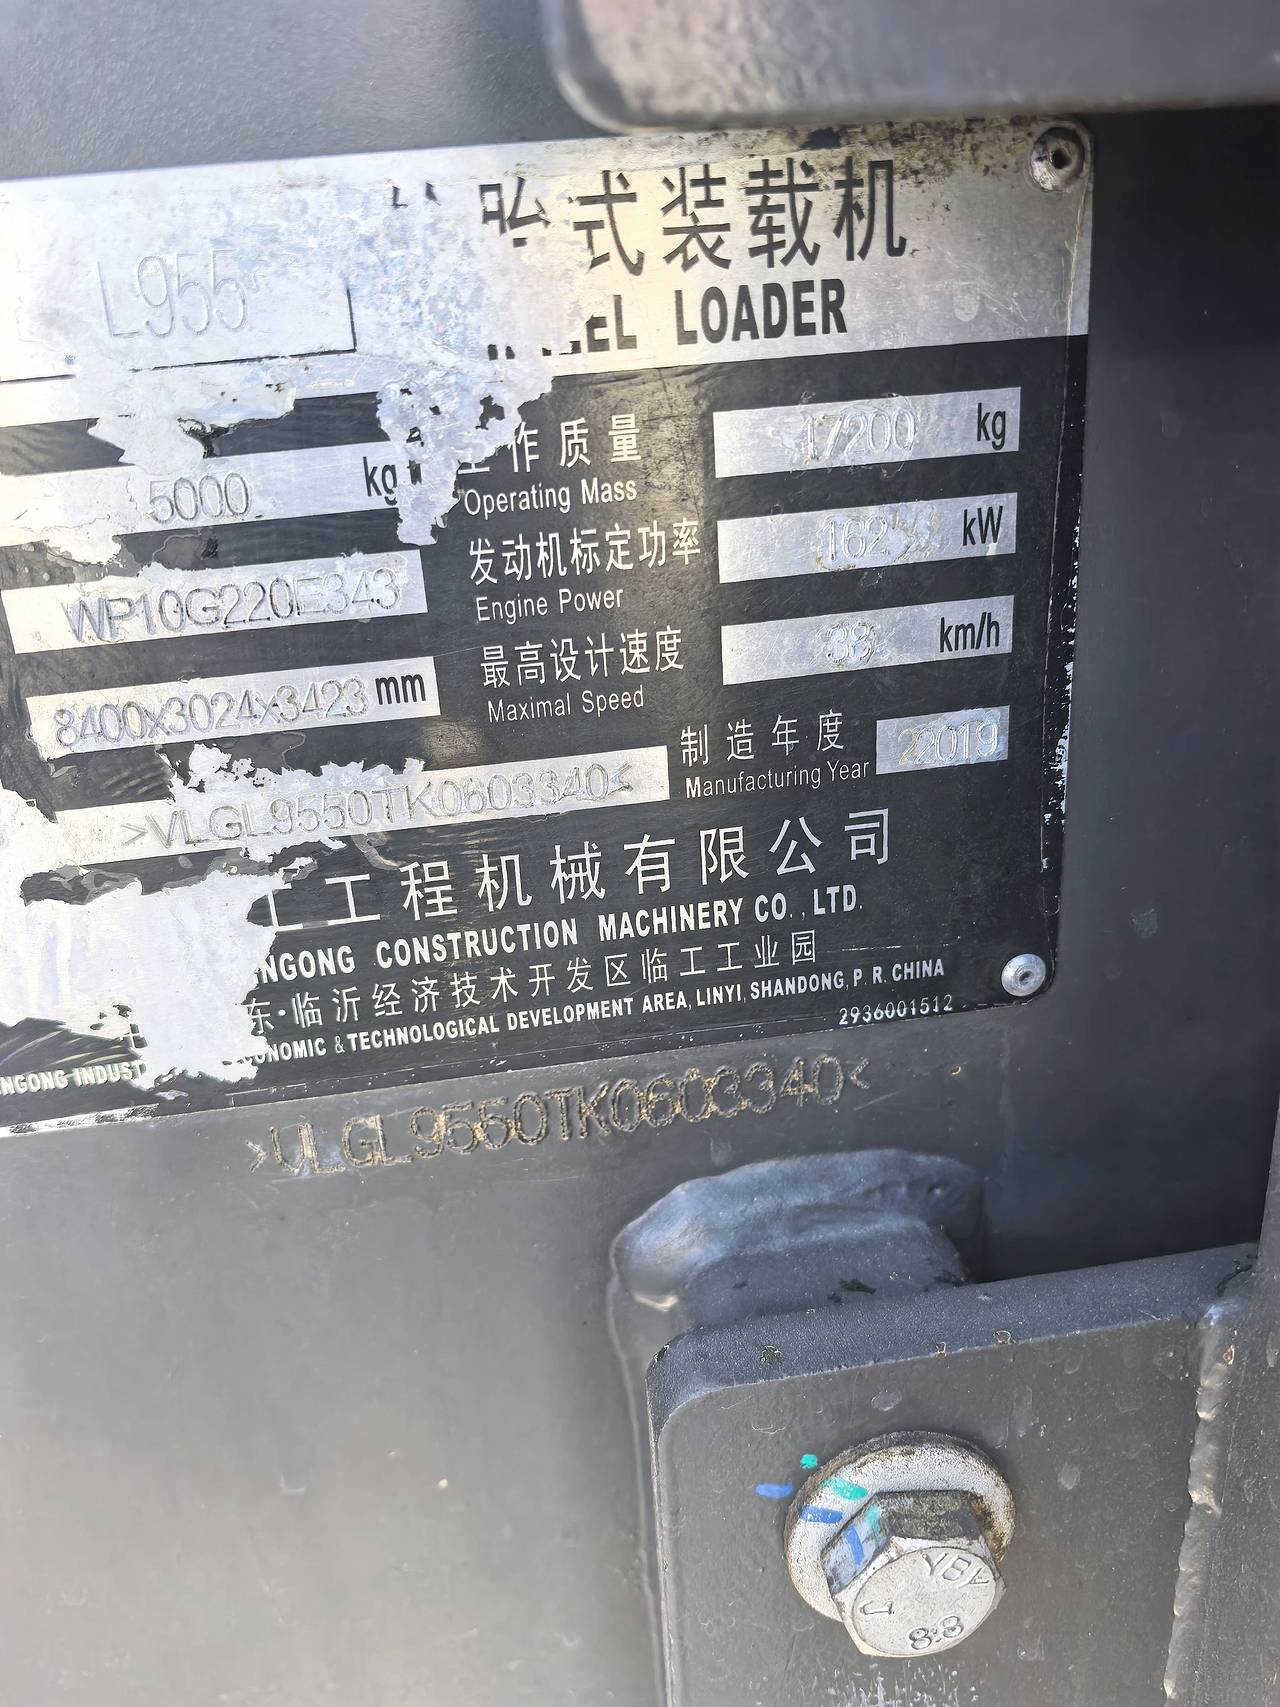 式装载机
L955
LOADER
作质量
17200 kg
Operating Mass
5000 kg
发动机标定功率
162 kW
Engine Power
WP10G220E343
最高设计速度
38 km/h
Maximal Speed
8400x3024x3423 mm
制造年度
22019
Manufacturing Year
>VLGL9550TK0603340<
工程机械有限公司
CONSTRUCTION MACHINERY CO., LTD.
东·临沂经济技术开发区临工工业园
& TECHNOLOGICAL DEVELOPMENT AREA, LINYI, SHANDONG, P. R. CHINA
2936001512
>VLGL9550TK0603340<
YBA
8.8